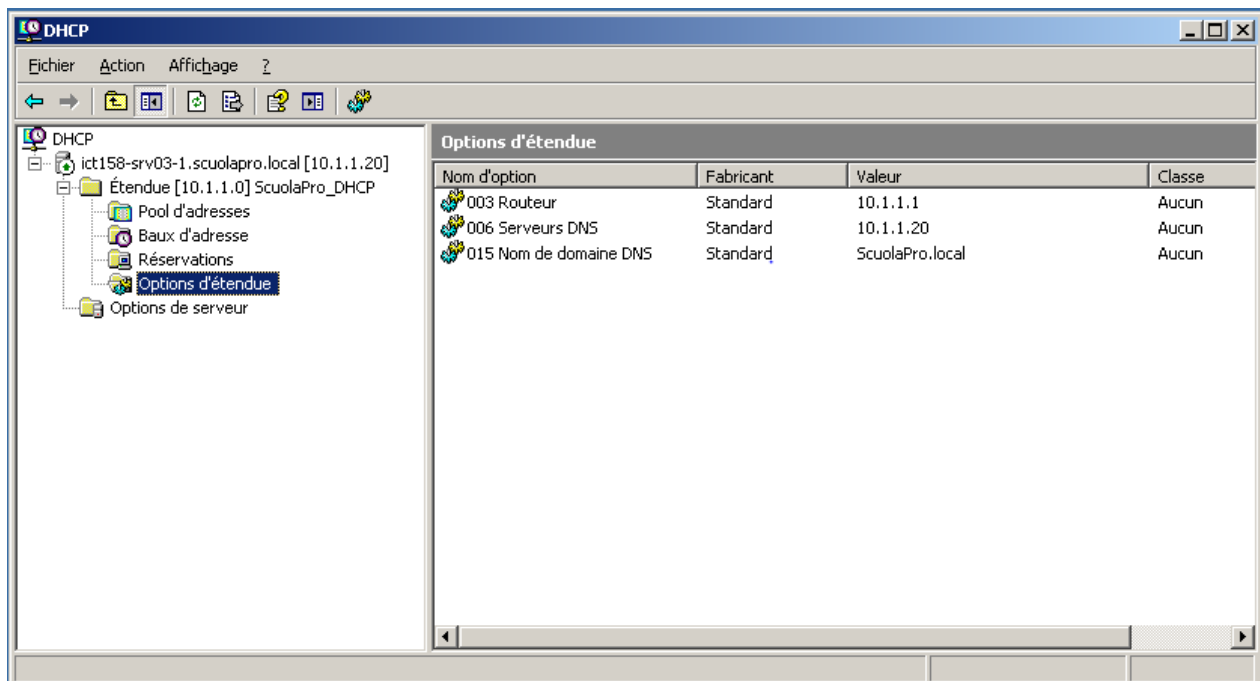 DHCP
Fichier Action Affichage ?
DHCP
ict158-srv03-1.scuolapro.local [10.1.1.20]
Étendue [10.1.1.0] ScuolaPro_DHCP
Pool d'adresses
Baux d'adresse
Réservations
Options d'étendue
Options de serveur
Options d'étendue
Nom d'option Fabricant Valeur Classe
003 Routeur Standard 10.1.1.1 Aucun
006 Serveurs DNS Standard 10.1.1.20 Aucun
015 Nom de domaine DNS Standard ScuolaPro.local Aucun